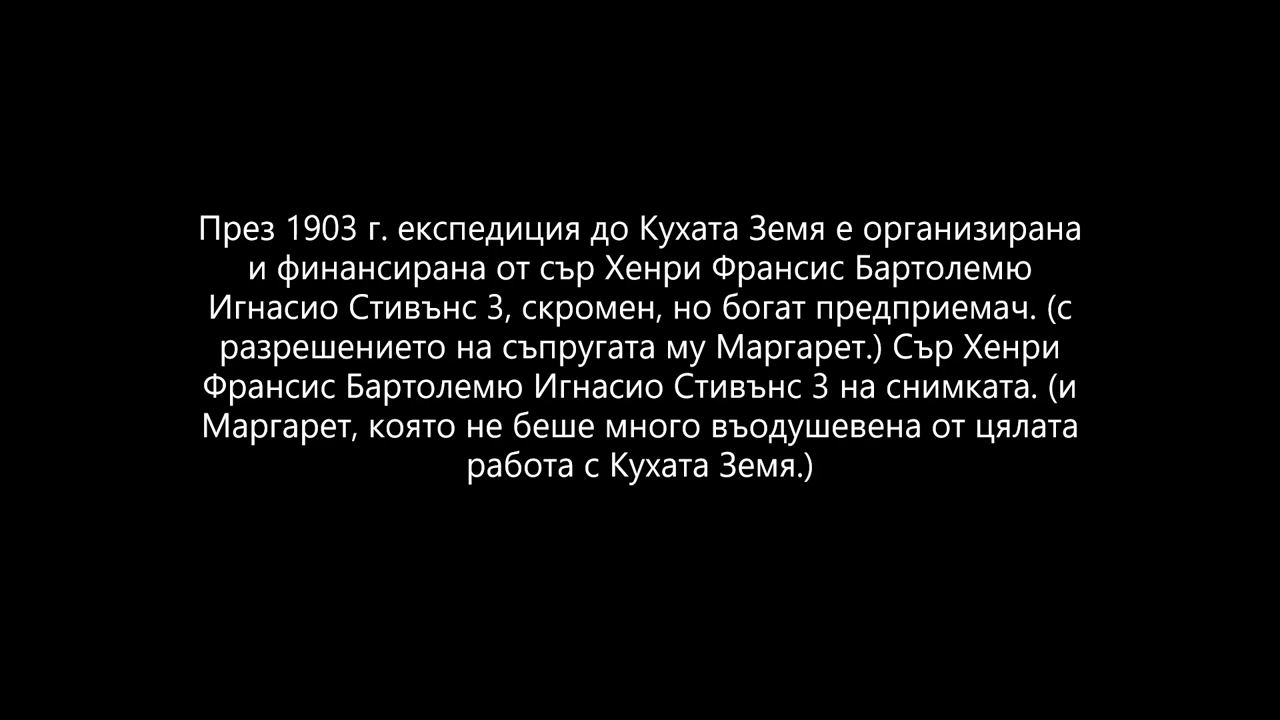 През 1903 г. експедиция до Кухата Земя е организирана
и финансирана от сър Хенри Франсис Бартолемю
Игнасио Стивънс 3, скромен, но богат предприемач. (с
разрешението на съпругата му Маргарет.) Сър Хенри
Франсис Бартолемю Игнасио Стивънс 3 на снимката. (и
Маргарет, която не беше много въодушевена от цялата
работа с Кухата Земя.)